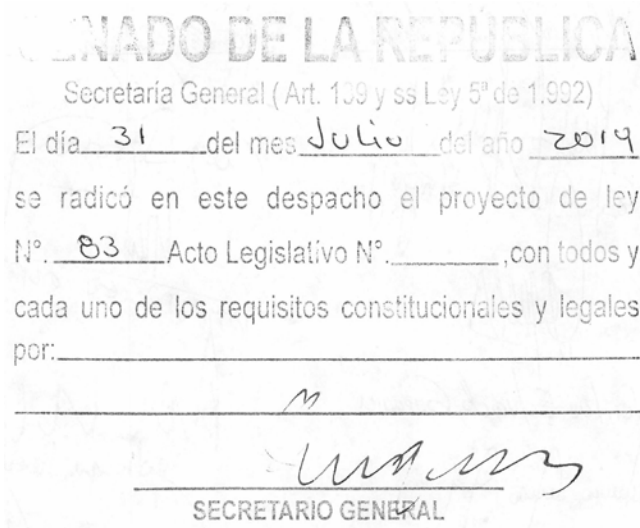 SENADO DE LA REPUBLICA
Secretaría General ( Art. 139 y ss Ley 5ª de 1.992)
El día 31 del mes Julio del año 2019
se radicó en este despacho el proyecto de ley
N°. 83 Acto Legislativo N°.________,con todos y
cada uno de los requisitos constitucionales y legales
por:
SECRETARIO GENERAL